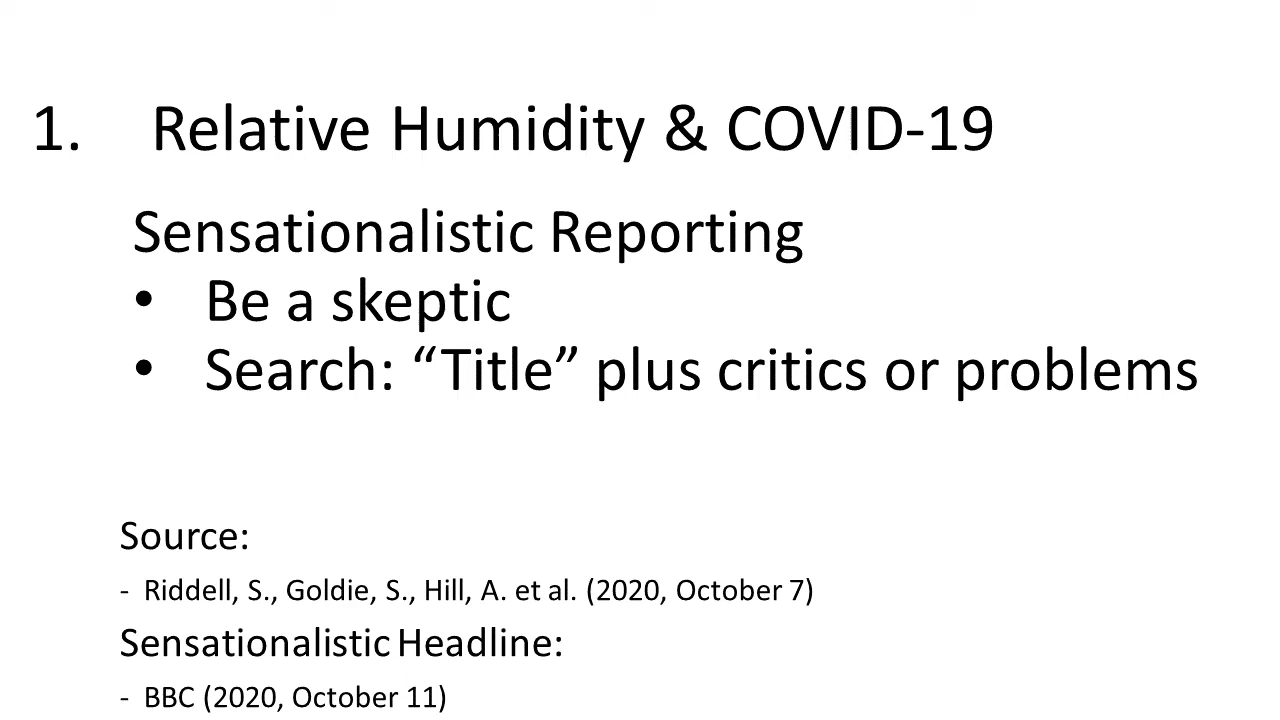 1. Relative Humidity & COVID-19
Sensationalistic Reporting
• Be a skeptic
• Search: “Title” plus critics or problems
Source:
- Riddell, S., Goldie, S., Hill, A. et al. (2020, October 7)
Sensationalistic Headline:
- BBC (2020, October 11)